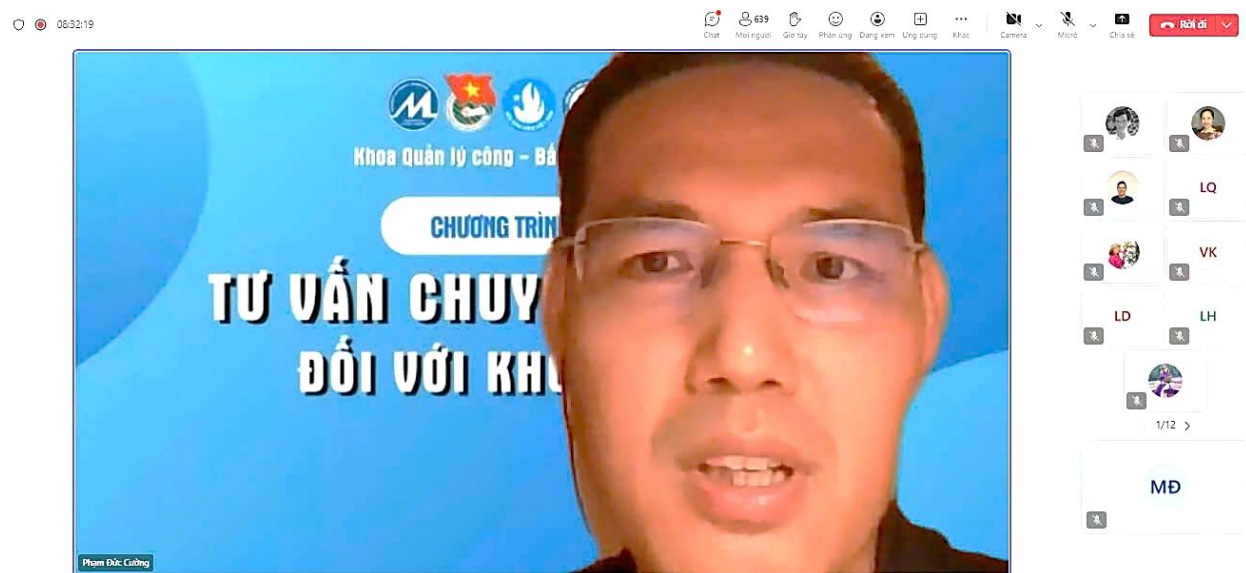 08:32:19
639
Chat
Mọi người
Giơ tay
Phản ứng
Dạng xem
Ứng dụng
Khác
Camera
Micrô
Chia sẻ
Rời đi
Khoa Quản lý công – Bấ
CHƯƠNG TRÌN
TƯ VẤN CHUY
ĐỐI VỚI KH
Phạm Đức Cường
LQ
VK
LD
LH
1/12
MĐ